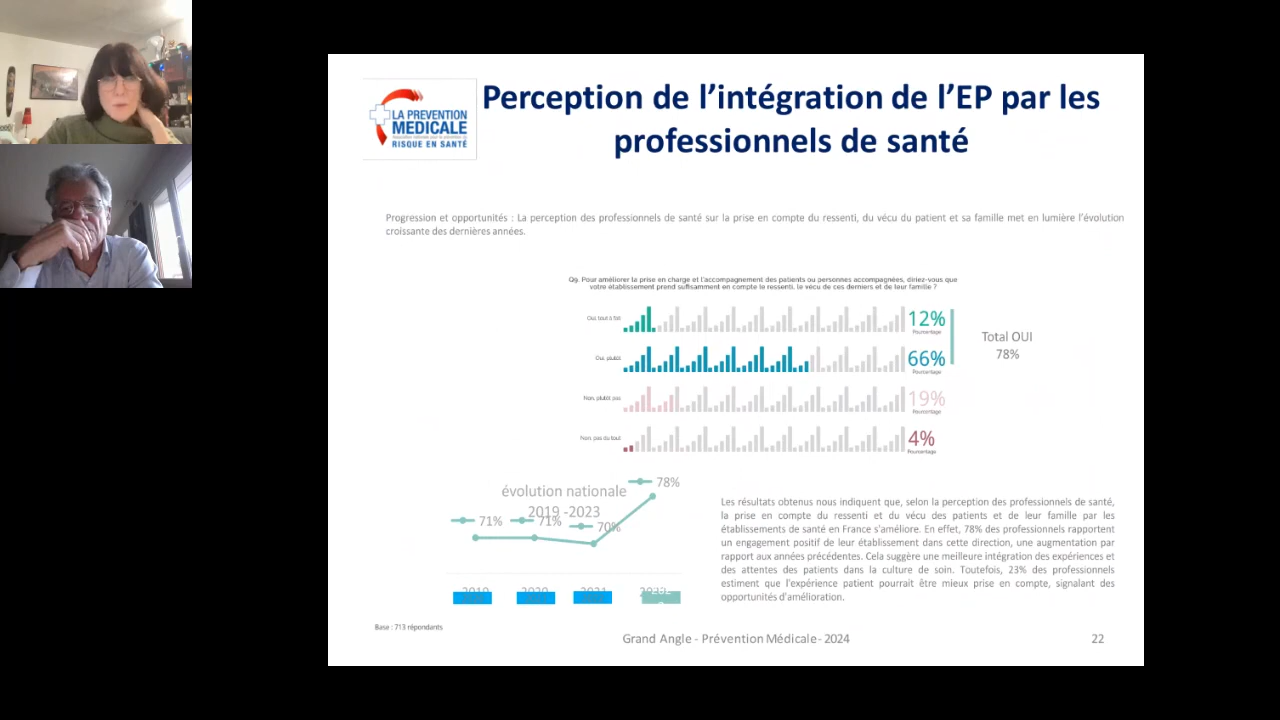 LA PREVENTION
MEDICALE
RISQUE EN SANTÉ
Perception de l’intégration de l’EP par les
professionnels de santé
Progression et opportunités : La perception des professionnels de santé sur la prise en compte du ressenti, du vécu du patient et sa famille met en lumière l’évolution
croissante des dernières années.
Q9. Pour améliorer la prise en charge et l'accompagnement des patients ou personnes accompagnées, diriez-vous que
votre établissement prend suffisamment en compte le ressenti, le vécu de ces derniers et de leur famille ?
Oui, tout à fait
12%
Pourcentage
Oui, plutôt
66%
Pourcentage
Total OUI
78%
Non, plutôt pas
19%
Pourcentage
Non, pas du tout
4%
Pourcentage
évolution nationale
2019 -2023
71%
71%
70%
78%
2019
2020
2021
Les résultats obtenus nous indiquent que, selon la perception des professionnels de santé,
la prise en compte du ressenti et du vécu des patients et de leur famille par les
établissements de santé en France s’améliore. En effet, 78% des professionnels rapportent
un engagement positif de leur établissement dans cette direction, une augmentation par
rapport aux années précédentes. Cela suggère une meilleure intégration des expériences et
des attentes des patients dans la culture de soin. Toutefois, 23% des professionnels
estiment que l'expérience patient pourrait être mieux prise en compte, signalant des
opportunités d'amélioration.
Base : 713 répondants
Grand Angle - Prévention Médicale- 2024
22